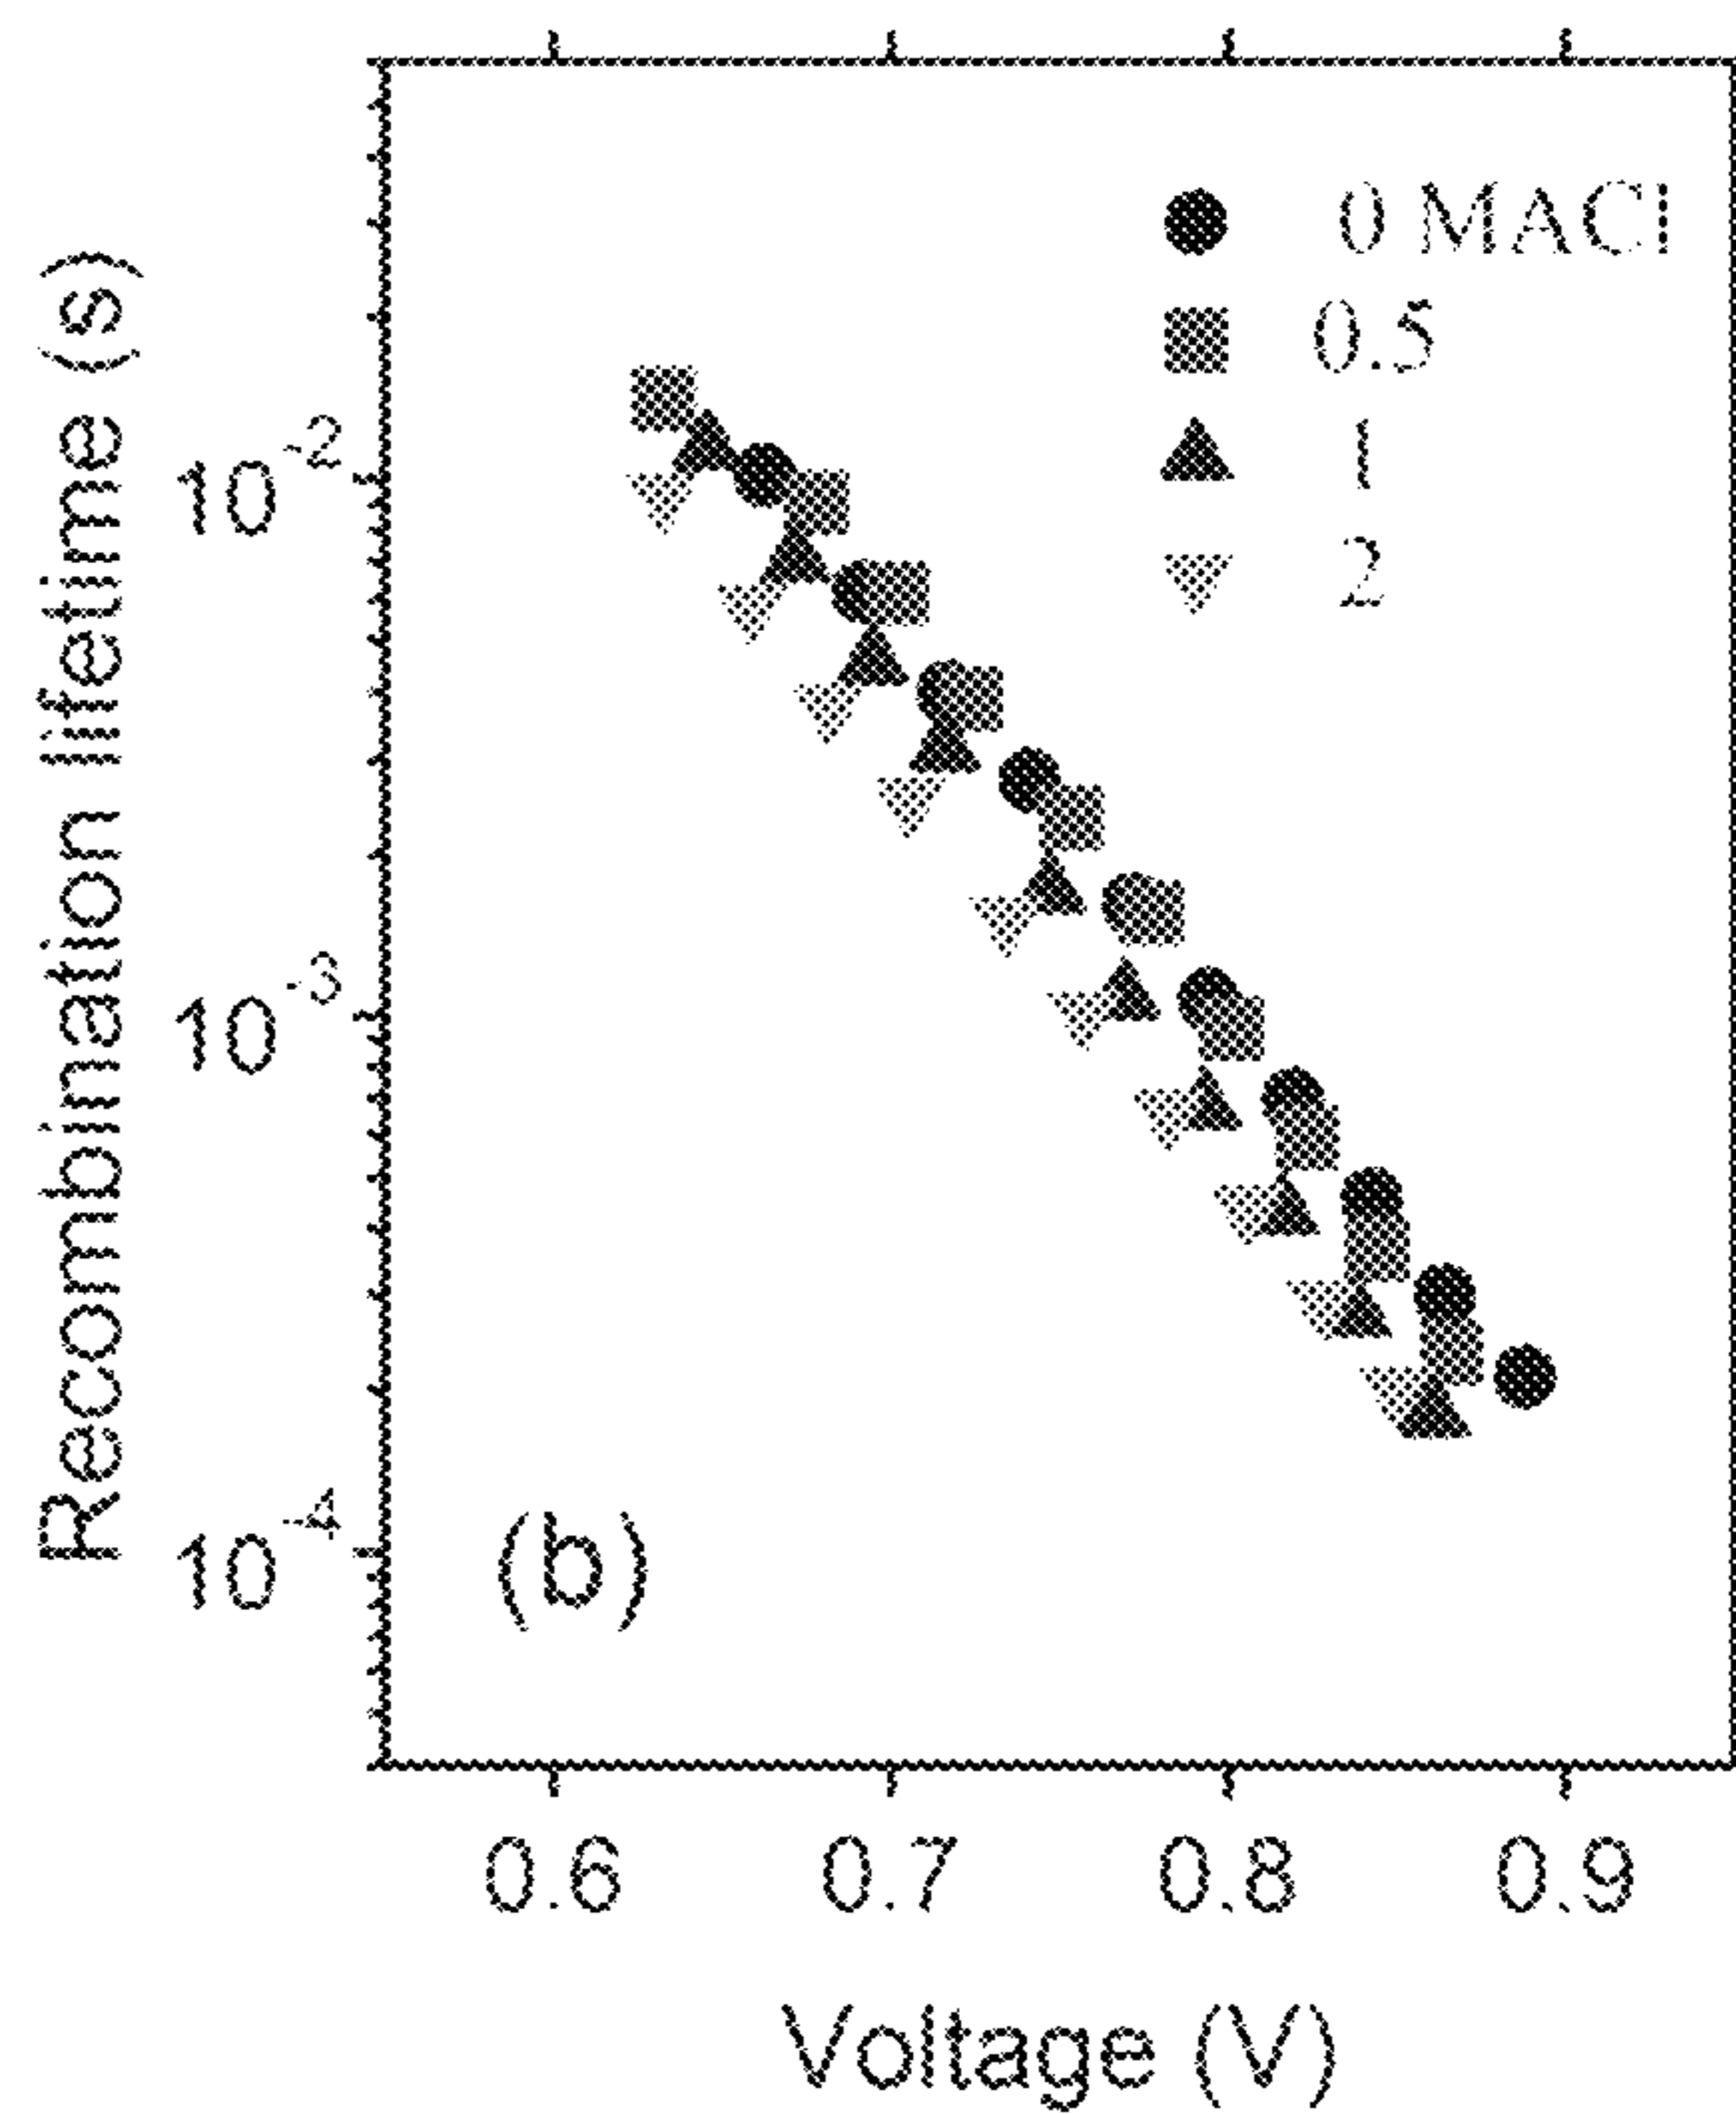 0 MACl
0.5
1
2
Recombination lifetime (s)
10-2
10-3
10-4
(b)
0.6 0.7 0.8 0.9
Voltage (V)